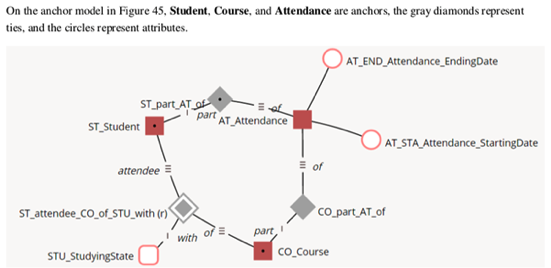 On the anchor model in Figure 45, Student, Course, and Attendance are anchors, the gray diamonds represent
ties, and the circles represent attributes.
AT_END_Attendance_EndingDate
ST_part_AT_of
part
of
AT_Attendance
ST_Student
AT_STA_Attendance_StartingDate
attendee
of
ST_attendee_CO_of_STU_with (r)
CO_part_AT_of
with
of
part
STU_StudyingState
CO_Course